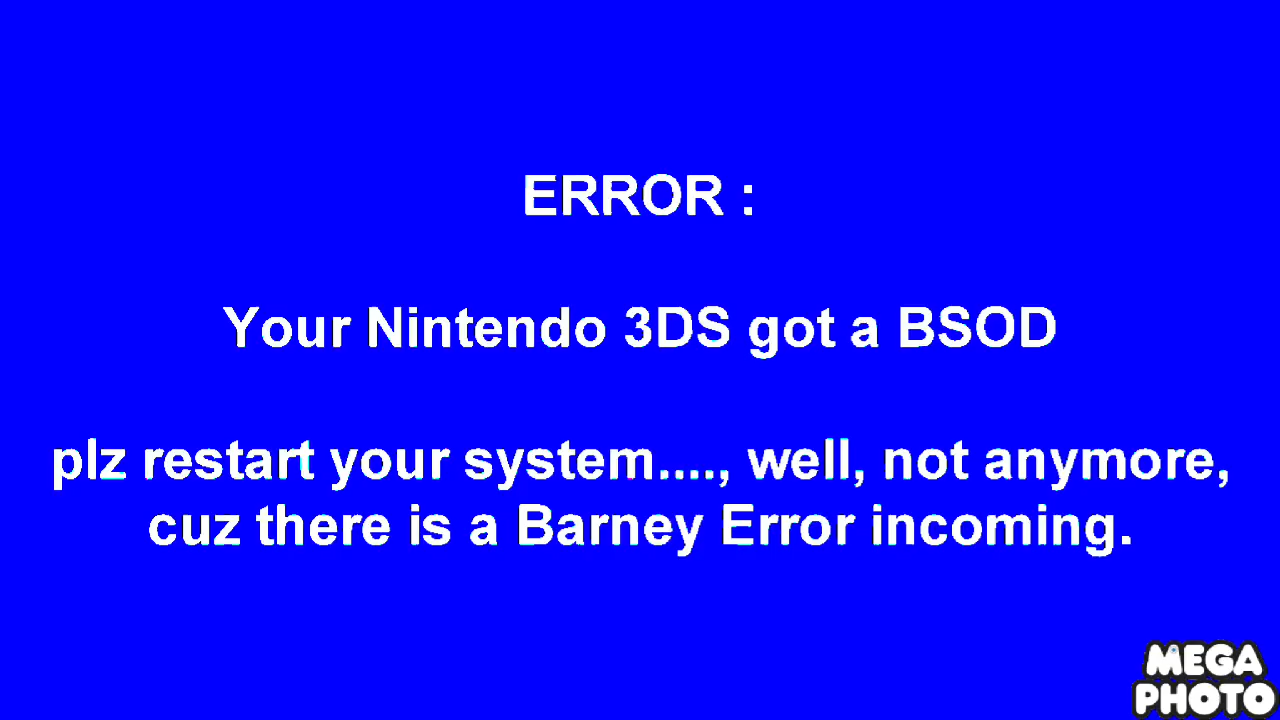 ERROR :
Your Nintendo 3DS got a BSOD
plz restart your system...., well, not anymore,
cuz there is a Barney Error incoming.
MEGA
PHOTO